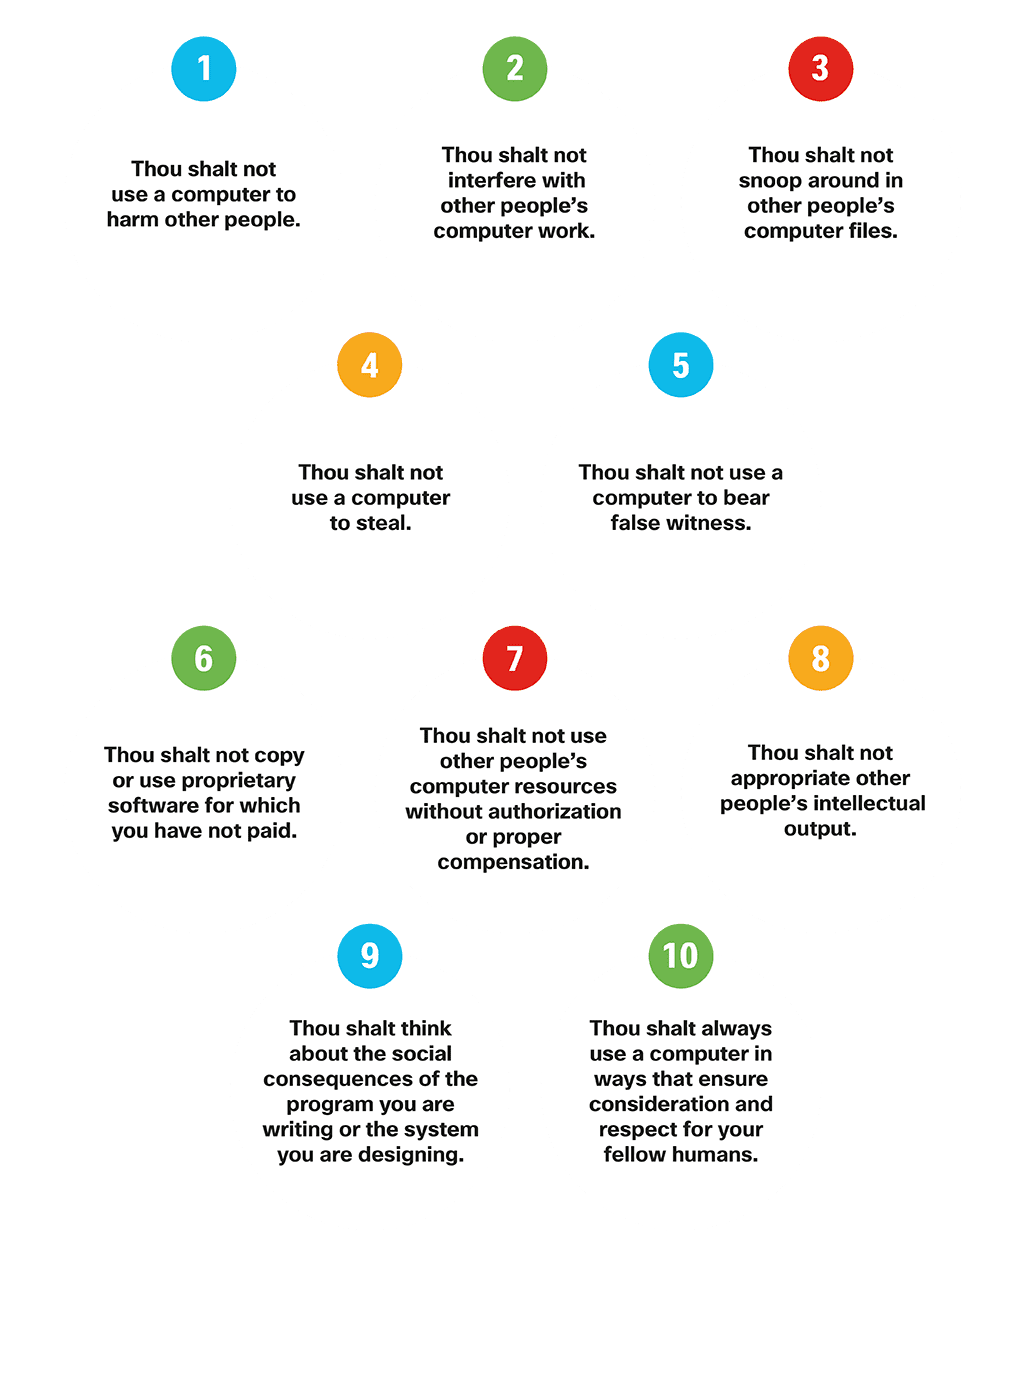 1
Thou shalt not
use a computer to
harm other people.
2
Thou shalt not
interfere with
other people’s
computer work.
3
Thou shalt not
snoop around in
other people’s
computer files.
4
Thou shalt not
use a computer
to steal.
5
Thou shalt not use a
computer to bear
false witness.
6
Thou shalt not copy
or use proprietary
software for which
you have not paid.
7
Thou shalt not use
other people’s
computer resources
without authorization
or proper
compensation.
8
Thou shalt not
appropriate other
people’s intellectual
output.
9
Thou shalt think
about the social
consequences of the
program you are
writing or the system
you are designing.
10
Thou shalt always
use a computer in
ways that ensure
consideration and
respect for your
fellow humans.